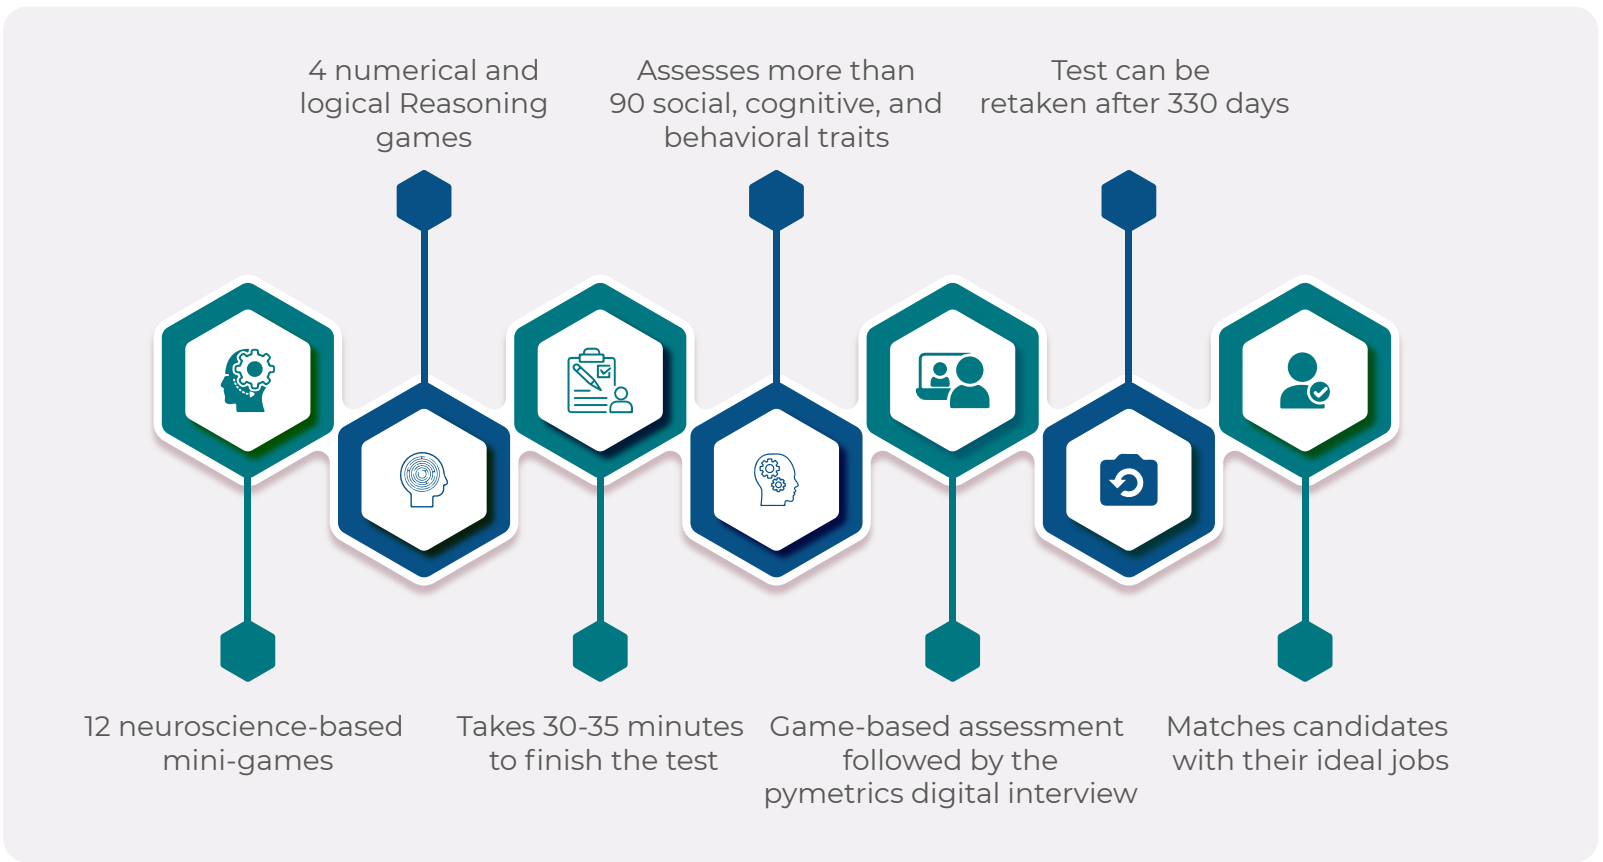 4 numerical and
logical Reasoning
games
Assesses more than
90 social, cognitive, and
behavioral traits
Test can be
retaken after 330 days
12 neuroscience-based
mini-games
Takes 30-35 minutes
to finish the test
Game-based assessment
followed by the
pymetrics digital interview
Matches candidates
with their ideal jobs